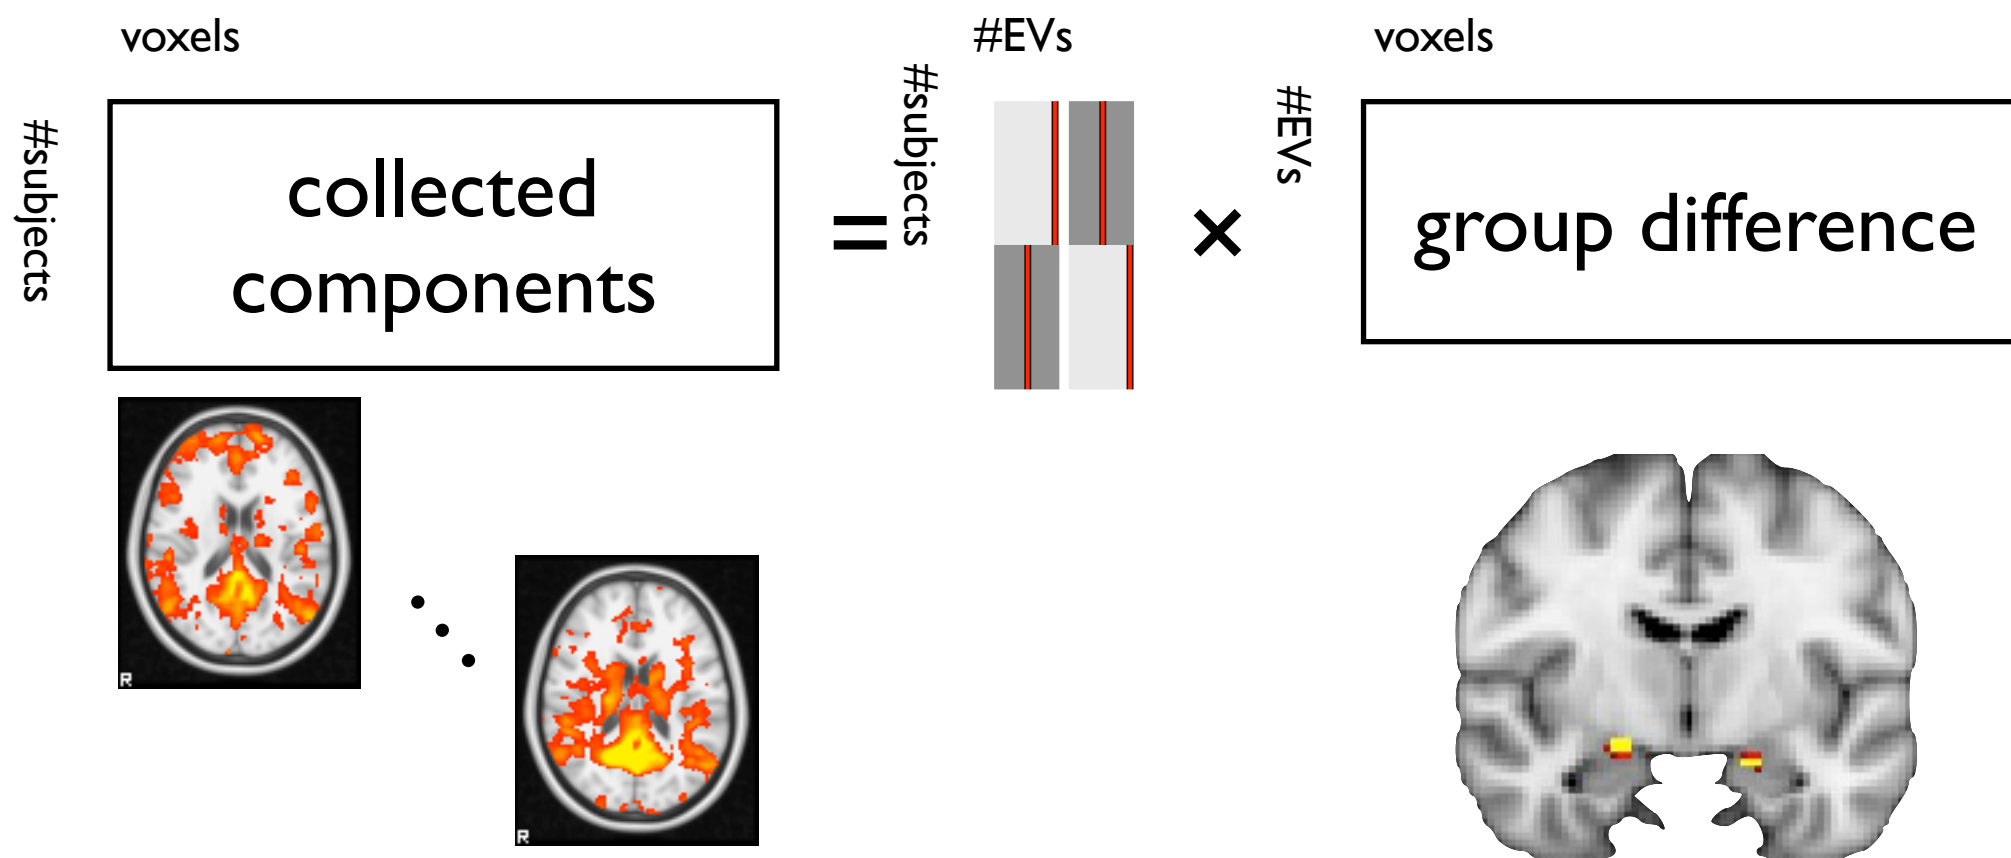 voxels
#EVs
voxels
#subjects
#subjects
#EVs
collected
components
=
×
group difference
R
R